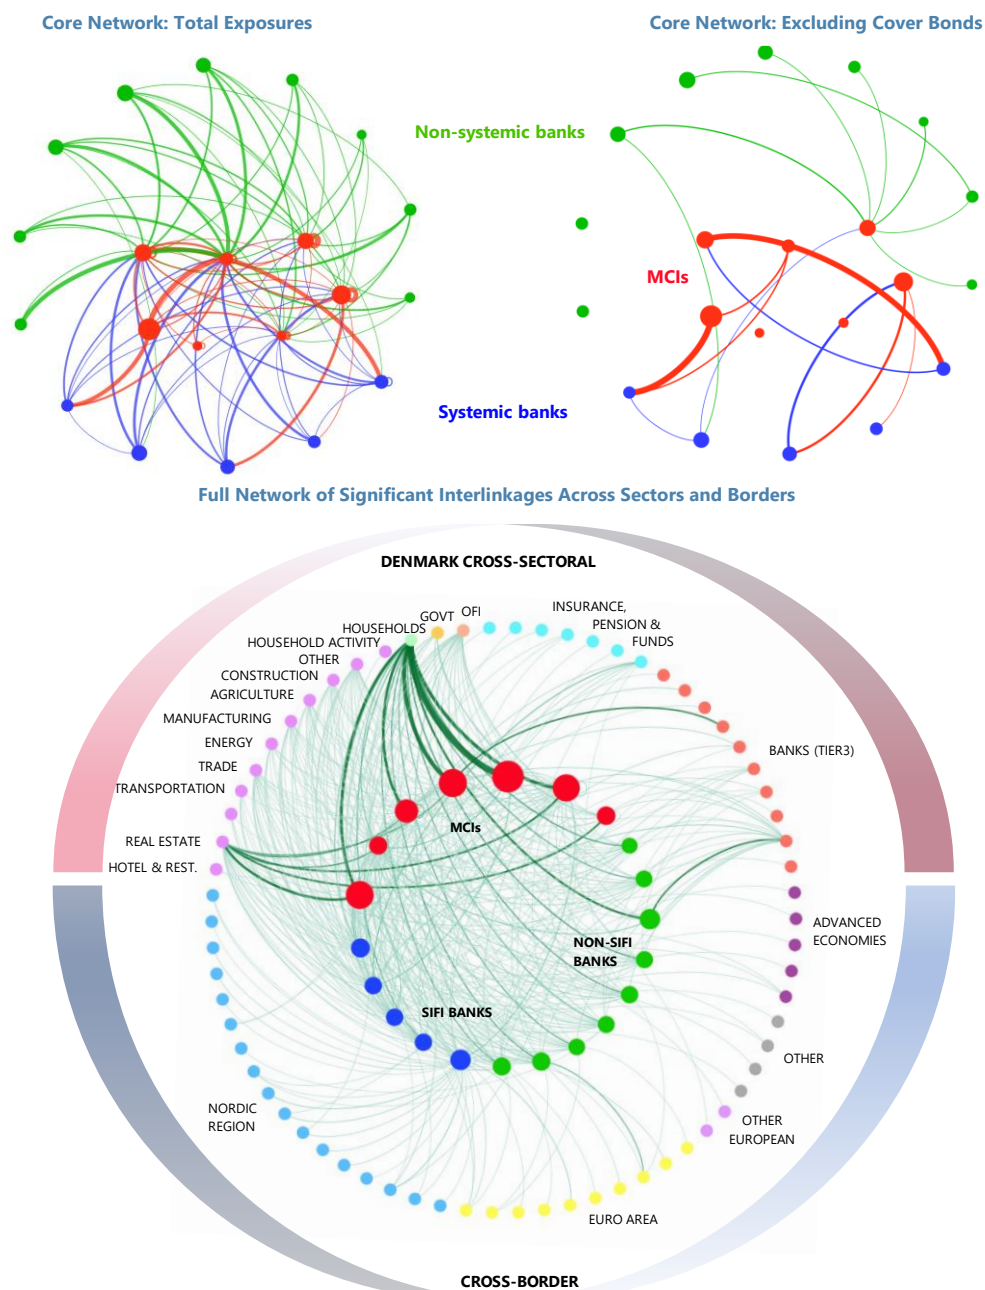 Core Network: Total Exposures
Core Network: Excluding Cover Bonds
Non-systemic banks
MCIs
Systemic banks
Full Network of Significant Interlinkages Across Sectors and Borders
DENMARK CROSS-SECTORAL
INSURANCE,
PENSION &
FUNDS
GOVT
OFI
HOUSEHOLDS
HOUSEHOLD ACTIVITY
OTHER
CONSTRUCTION
AGRICULTURE
MANUFACTURING
ENERGY
TRADE
TRANSPORTATION
REAL ESTATE
HOTEL & REST.
BANKS (TIER3)
MCIs
NON-SIFI
BANKS
ADVANCED
ECONOMIES
SIFI BANKS
OTHER
NORDIC
REGION
OTHER
EUROPEAN
EURO AREA
CROSS-BORDER